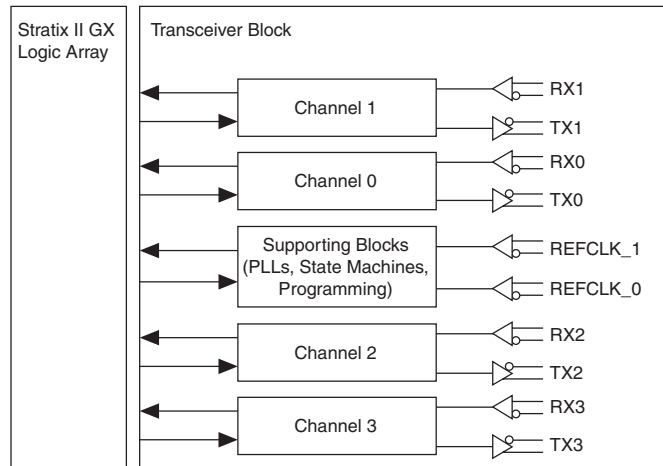 Stratix II GX
Logic Array
Transceiver Block
Channel 1
RX1
TX1
Channel 0
RX0
TX0
Supporting Blocks
(PLLs, State Machines,
Programming)
REFCLK_1
REFCLK_0
Channel 2
RX2
TX2
Channel 3
RX3
TX3